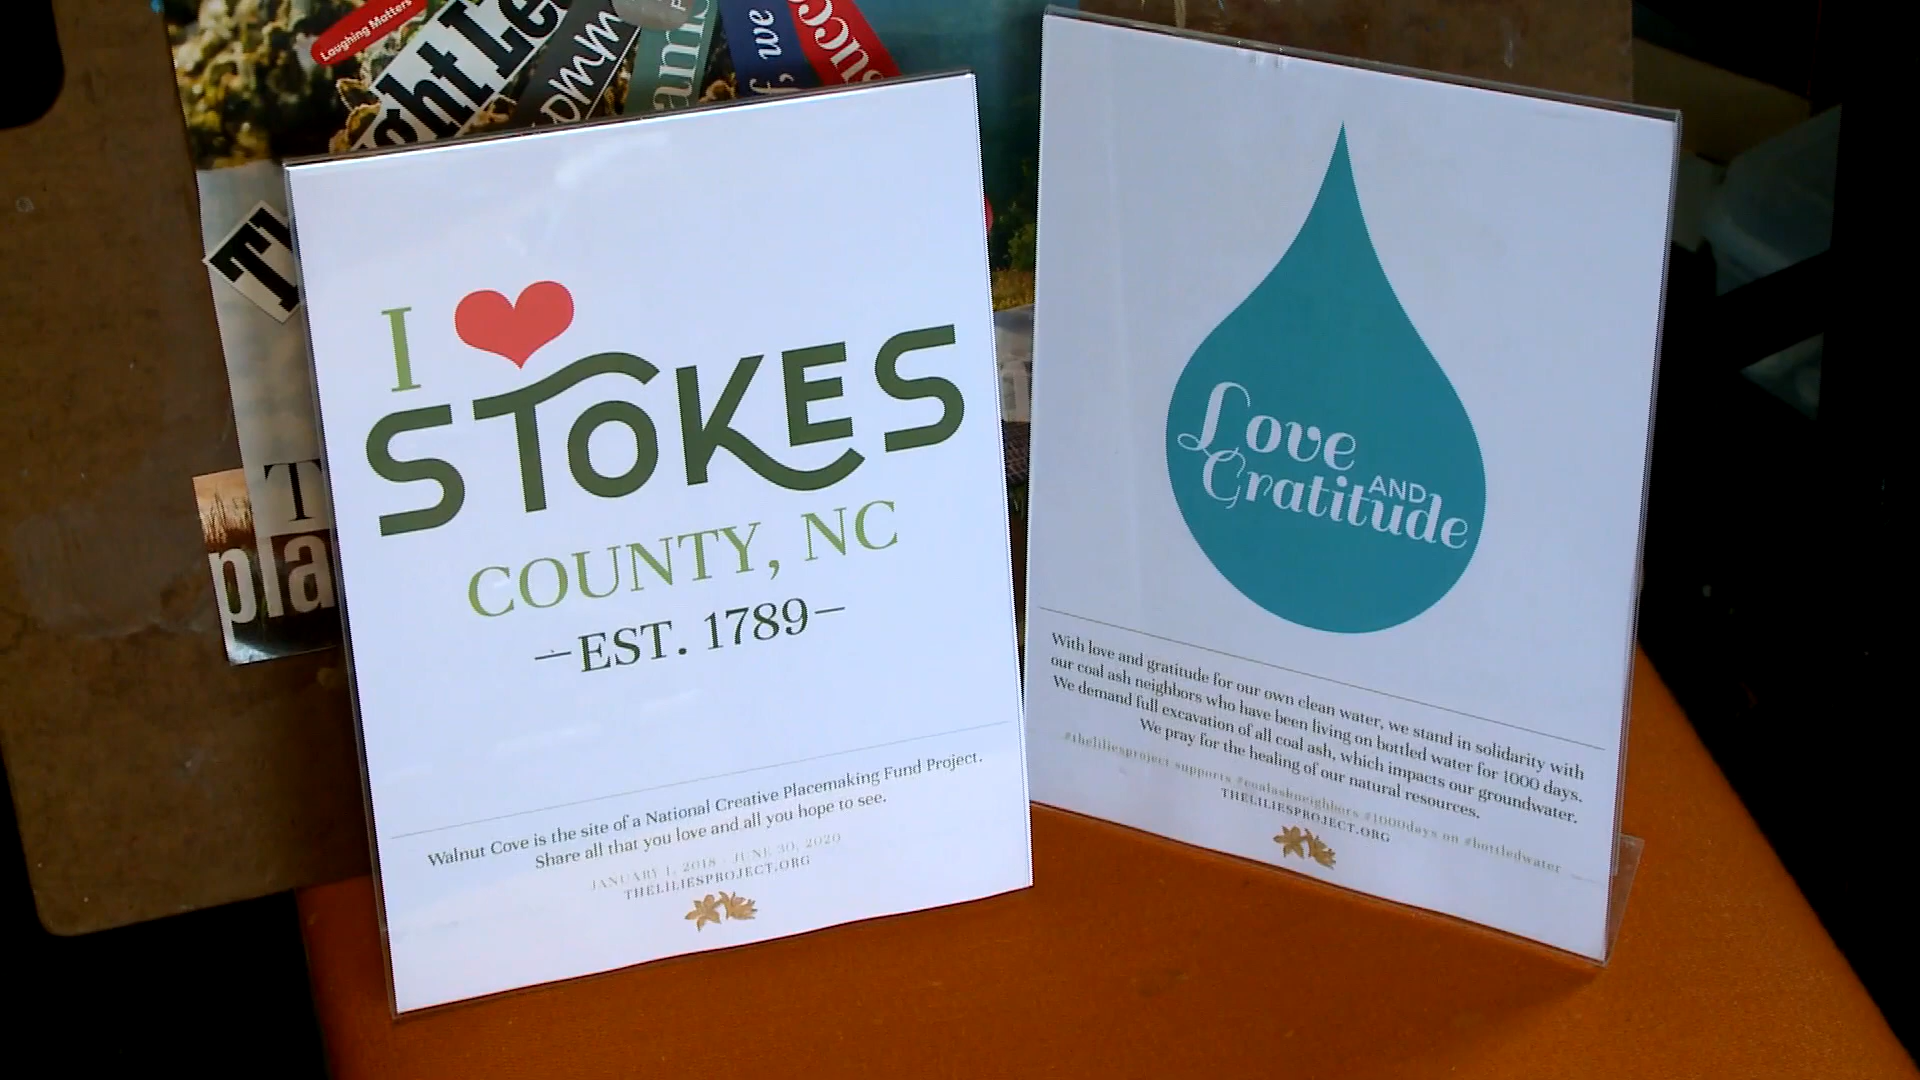 Laughing Matters
I
STOKES
COUNTY, NC
—EST. 1789—
Walnut Cove is the site of a National Creative Placemaking Fund Project.
Share all that you love and all you hope to see.
JANUARY 1, 2018 - JUNE 30, 2020
THELILIESPROJECT.ORG
Love
AND
Gratitude
With love and gratitude for our own clean water, we stand in solidarity with
our coal ash neighbors who have been living on bottled water for 1000 days.
We demand full excavation of all coal ash, which impacts our groundwater.
We pray for the healing of our natural resources.
#theliliesproject supports #coalashneighbors #1000days on #bottledwater
THELILIESPROJECT.ORG